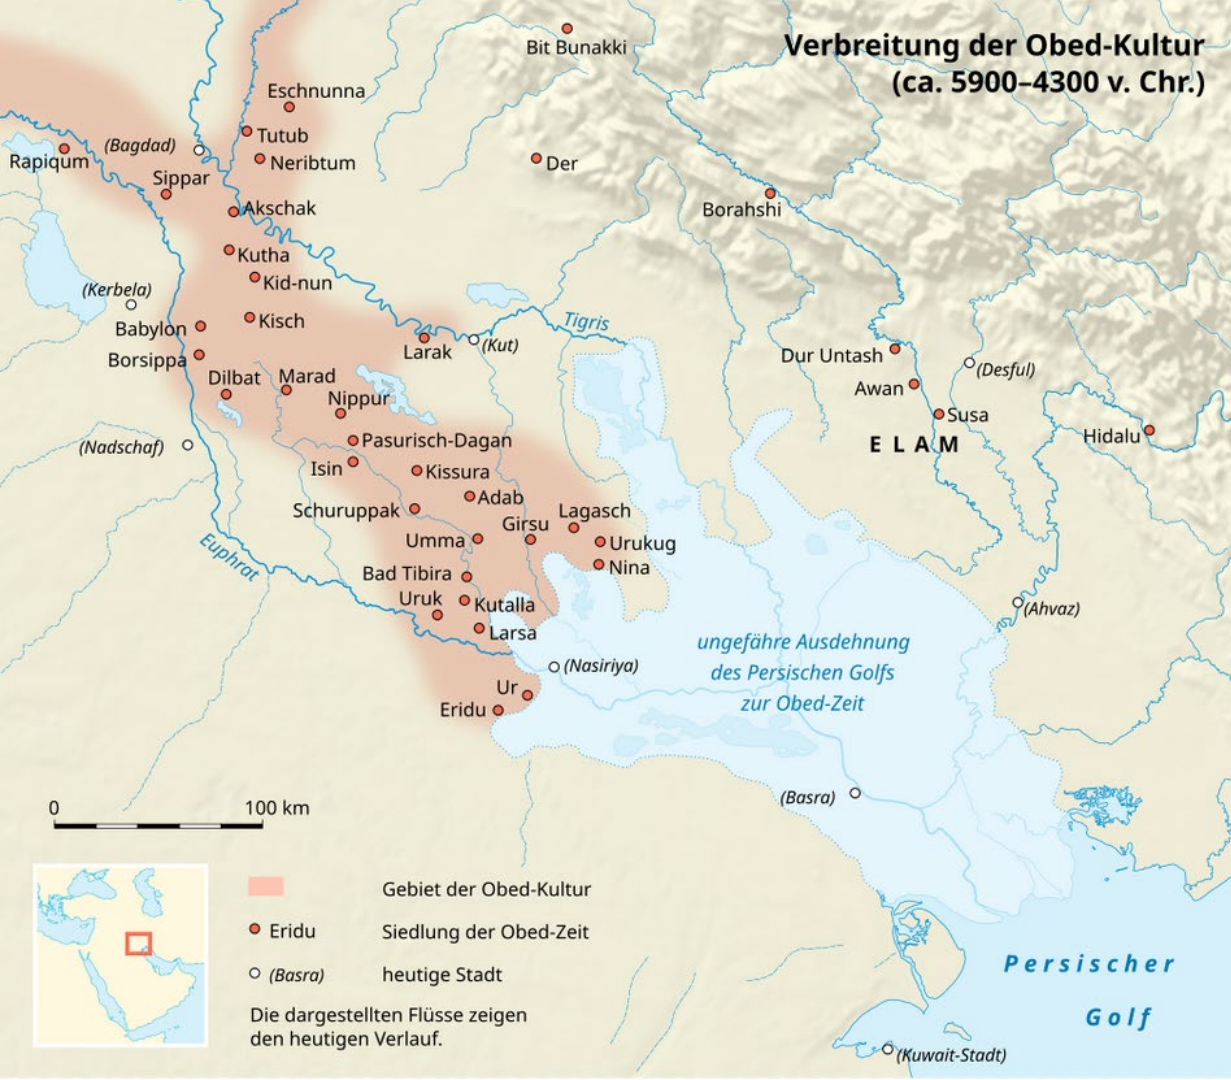 Verbreitung der Obed-Kultur
(ca. 5900–4300 v. Chr.)
Bit Bunakki
Eschnunna
Tutub
(Bagdad)
Neribtum
Rapiqum
Der
Sippar
Akschak
Borahshi
Kutha
Kid-nun
(Kerbela)
Kisch
Babylon
Tigris
Larak
(Kut)
Borsippa
Dur Untash
(Desful)
Dilbat
Marad
Awan
Nippur
Susa
Pasurisch-Dagan
Hidalu
(Nadschaf)
ELAM
Isin
Kissura
Adab
Schuruppak
Lagasch
Girsu
Umma
Urukug
Euphrat
Nina
Bad Tibira
Uruk
Kutalla
(Ahvaz)
Larsa
ungefähre Ausdehnung
des Persischen Golfs
zur Obed-Zeit
(Nasiriya)
Ur
Eridu
(Basra)
0 100 km
Gebiet der Obed-Kultur
Eridu Siedlung der Obed-Zeit
(Basra) heutige Stadt
Die dargestellten Flüsse zeigen
den heutigen Verlauf.
Persischer
Golf
(Kuwait-Stadt)